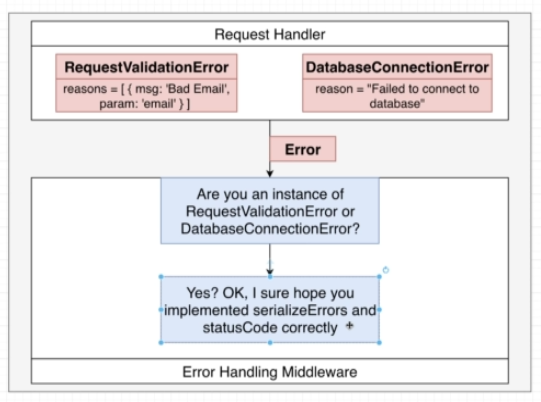 Request Handler
RequestValidationError
reasons = [ { msg: 'Bad Email',
param: 'email' } ]
DatabaseConnectionError
reason = "Failed to connect to
database"
Error
Are you an instance of
RequestValidationError or
DatabaseConnectionError?
Yes? OK, I sure hope you
implemented serializeErrors and
statusCode correctly
Error Handling Middleware